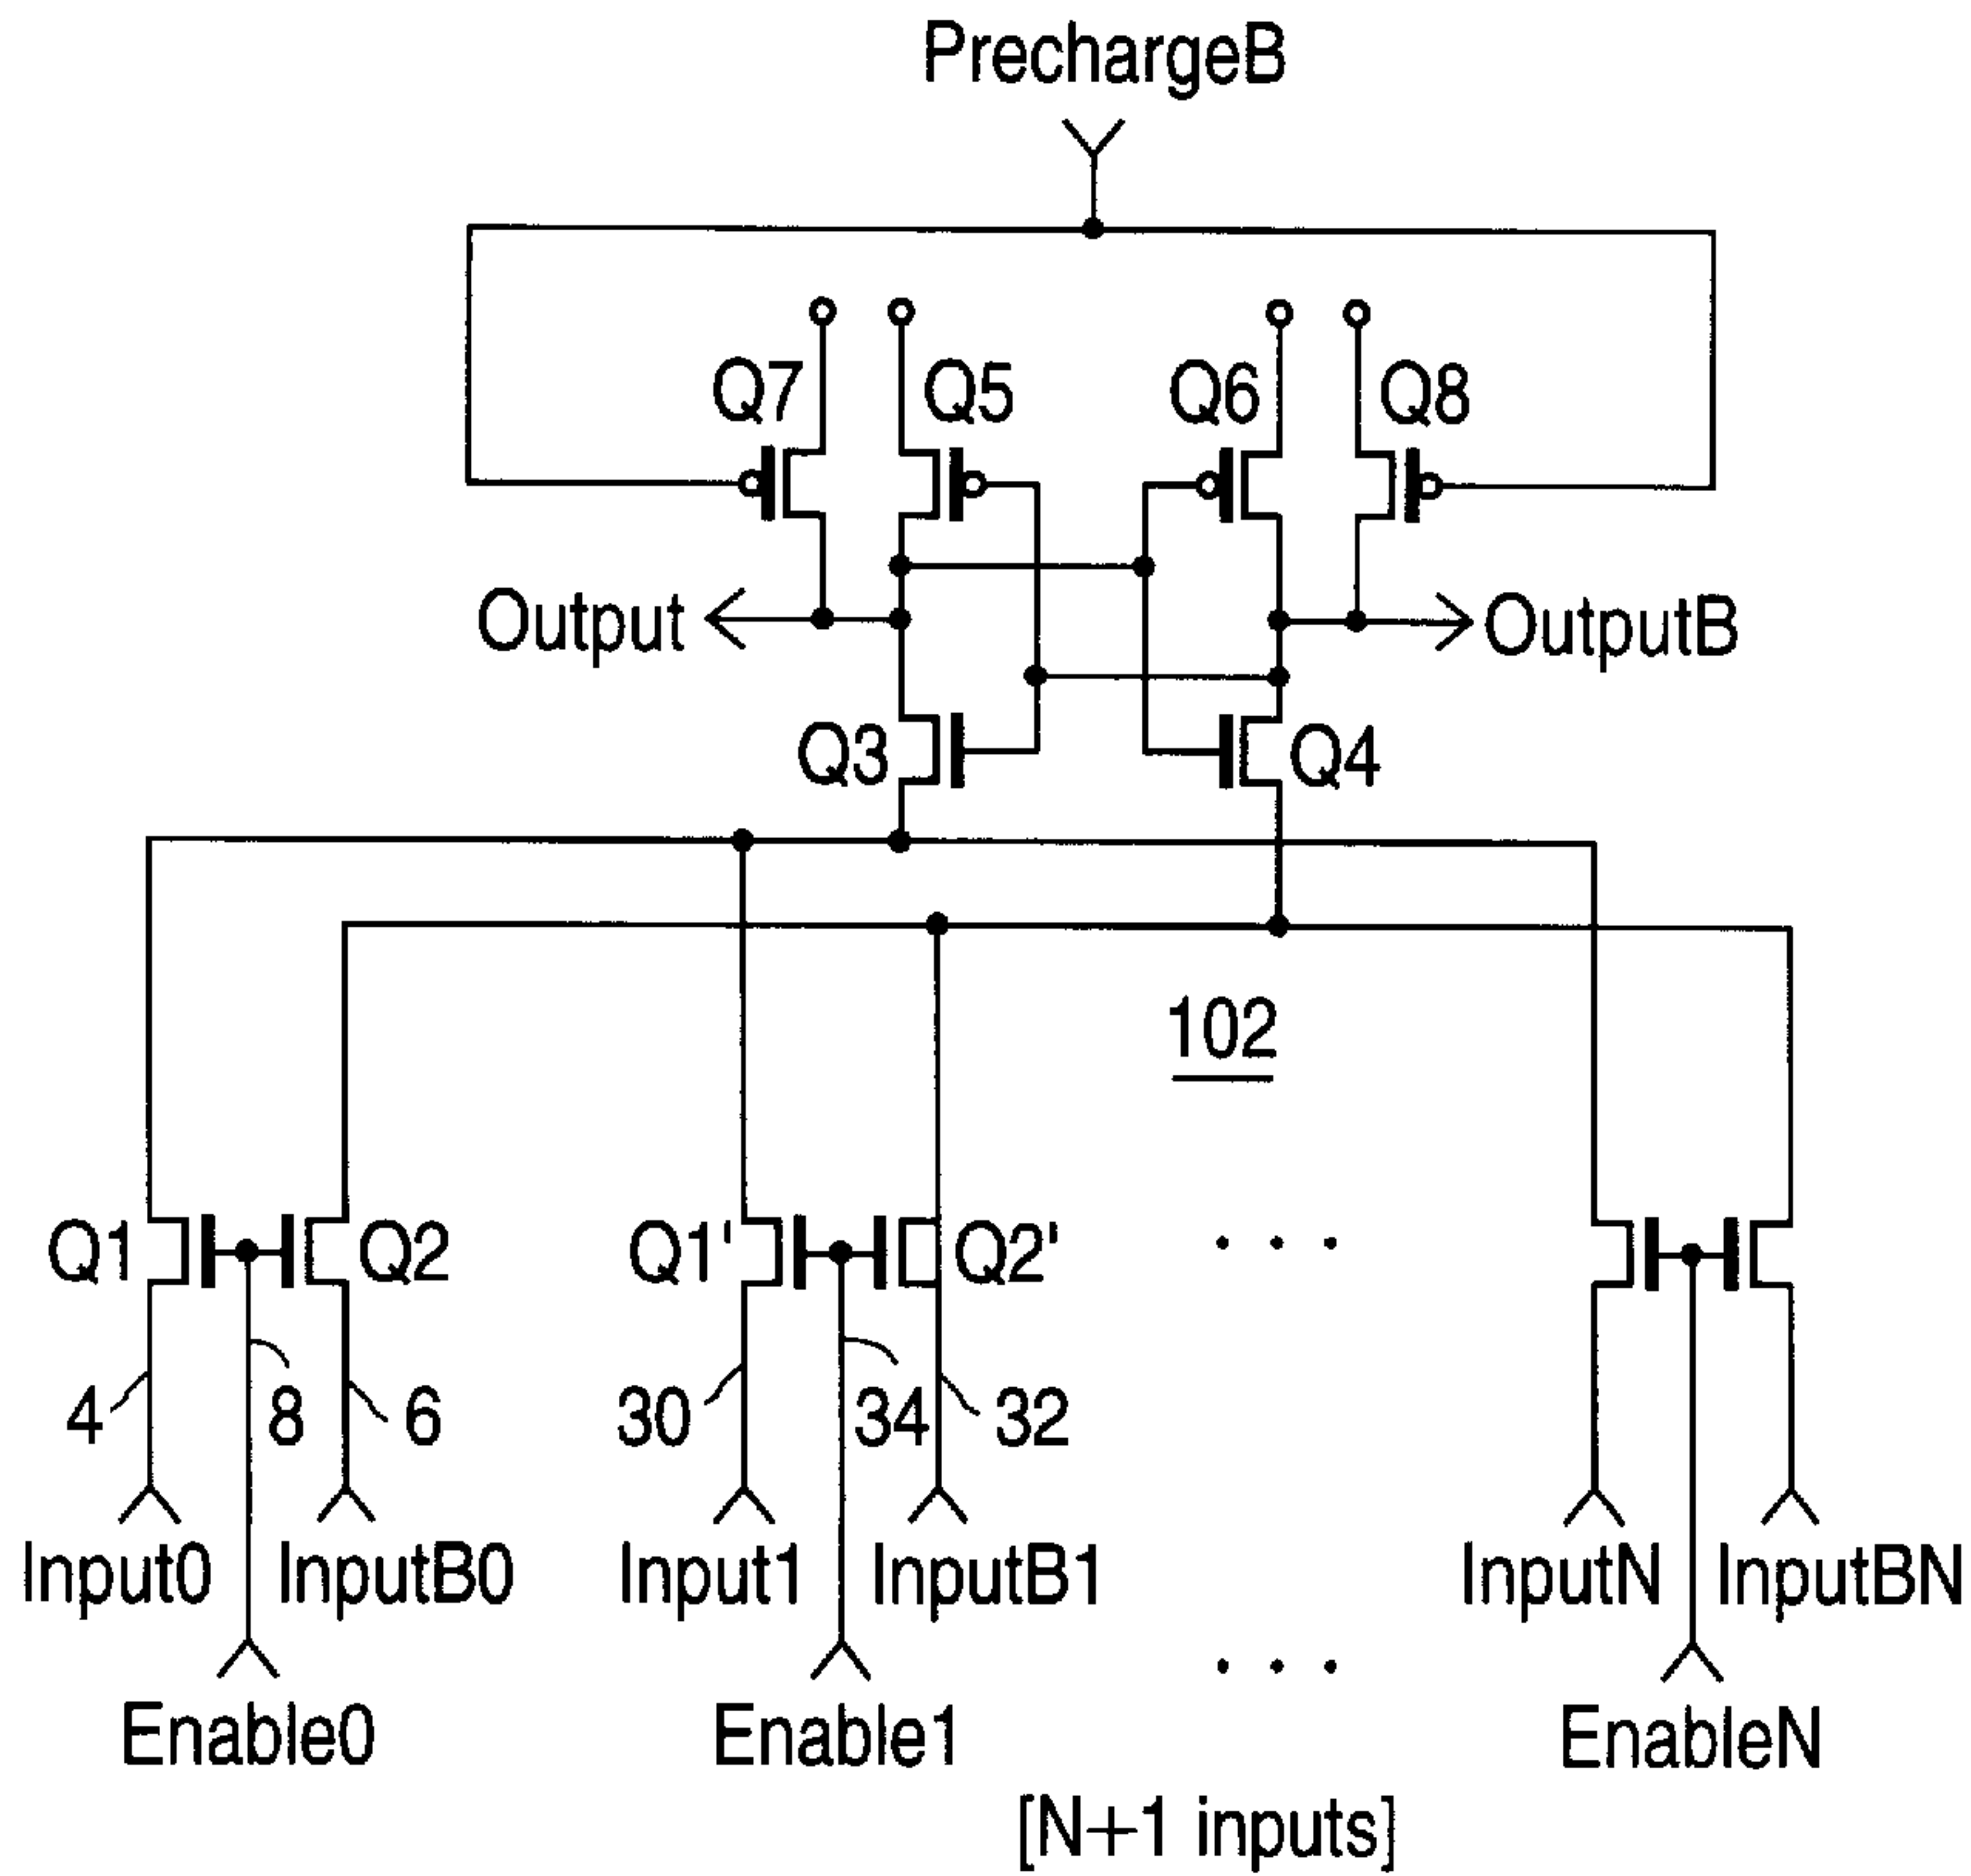 PrechargeB
Q7 Q5 Q6 Q8
Output OutputB
Q3 Q4
102
Q1 Q2 Q1' Q2' . . .
4 8 6 30 34 32
Input0 InputB0 Input1 InputB1 InputN InputBN
. . .
Enable0 Enable1 EnableN
[N+1 inputs]